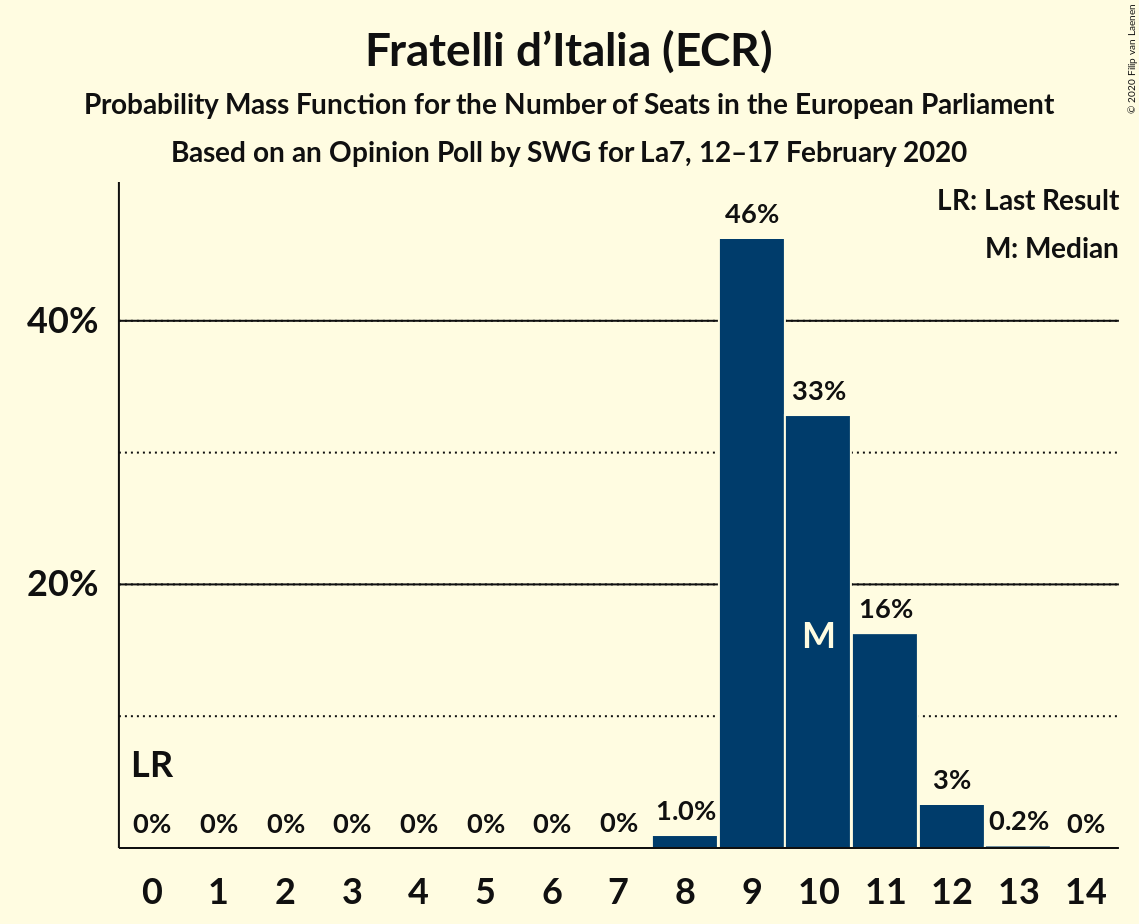 Fratelli d’Italia (ECR)
Probability Mass Function for the Number of Seats in the European Parliament
Based on an Opinion Poll by SWG for La7, 12–17 February 2020
© 2020 Filip van Laenen
LR: Last Result
M: Median
46%
40%
33%
20%
16%
M
LR
3%
0% 0% 0% 0% 0% 0% 0% 0% 1.0% 0.2% 0%
0 1 2 3 4 5 6 7 8 9 10 11 12 13 14